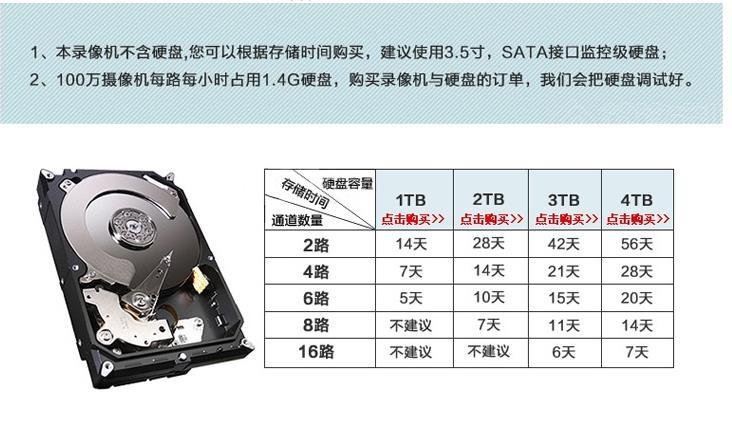 1、本录像机不含硬盘,您可以根据存储时间购买，建议使用3.5寸，SATA接口监控级硬盘；
2、100万摄像机每路每小时占用1.4G硬盘，购买录像机与硬盘的订单，我们会把硬盘调试好。
硬盘容量
存储时间
通道数量
1TB 2TB 3TB 4TB
点击购买>> 点击购买>> 点击购买>> 点击购买>>
2路 14天 28天 42天 56天
4路 7天 14天 21天 28天
6路 5天 10天 15天 20天
8路 不建议 7天 11天 14天
16路 不建议 不建议 6天 7天